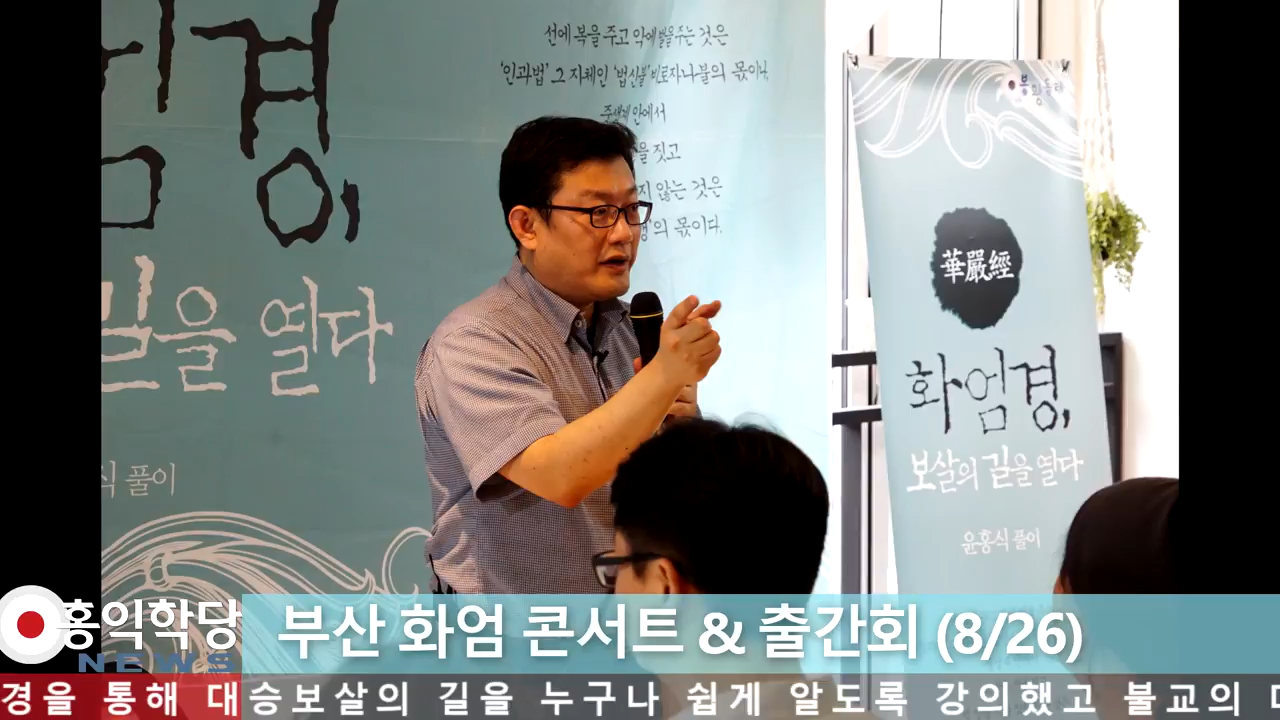 엄경,
길을 열다
식 풀이
선에 복을 주고 악에 벌을 주는 것은
'인과법' 그 자체인 '법신불' 비로자나불의 몫이나,
중생계 안에서
을 짓고
지 않는 것은
의 몫이다.
봉황동래
華嚴經
화엄경,
보살의 길을 열다
윤홍식 풀이
홍익학당
NEWS
부산 화엄 콘서트 & 출간회 (8/26)
경을 통해 대승보살의 길을 누구나 쉽게 알도록 강의했고 불교의